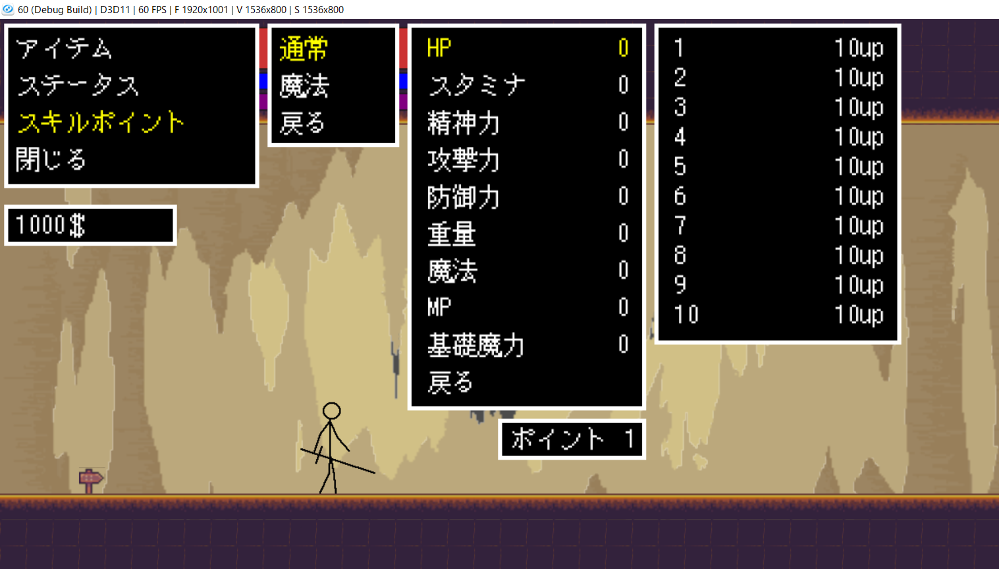 60 (Debug Build) | D3D11 | 60 FPS | F 1920x1001 | V 1536x800 | S 1536x800
アイテム
ステータス
スキルポイント
閉じる
1000$
通常
魔法
戻る
HP 0
スタミナ 0
精神力 0
攻撃力 0
防御力 0
重量 0
魔法 0
MP 0
基礎魔力 0
戻る
ポイント 1
1 10up
2 10up
3 10up
4 10up
5 10up
6 10up
7 10up
8 10up
9 10up
10 10up